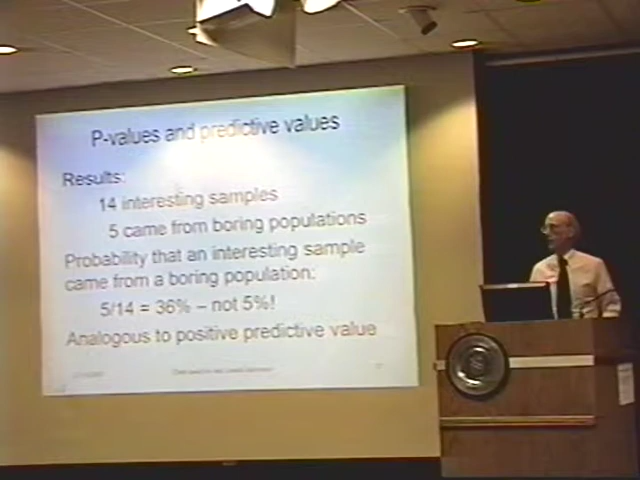 P-values and predictive values
Results:
14 interesting samples
5 came from boring populations
Probability that an interesting sample
came from a boring population:
5/14 = 36% – not 5%!
Analogous to positive predictive value